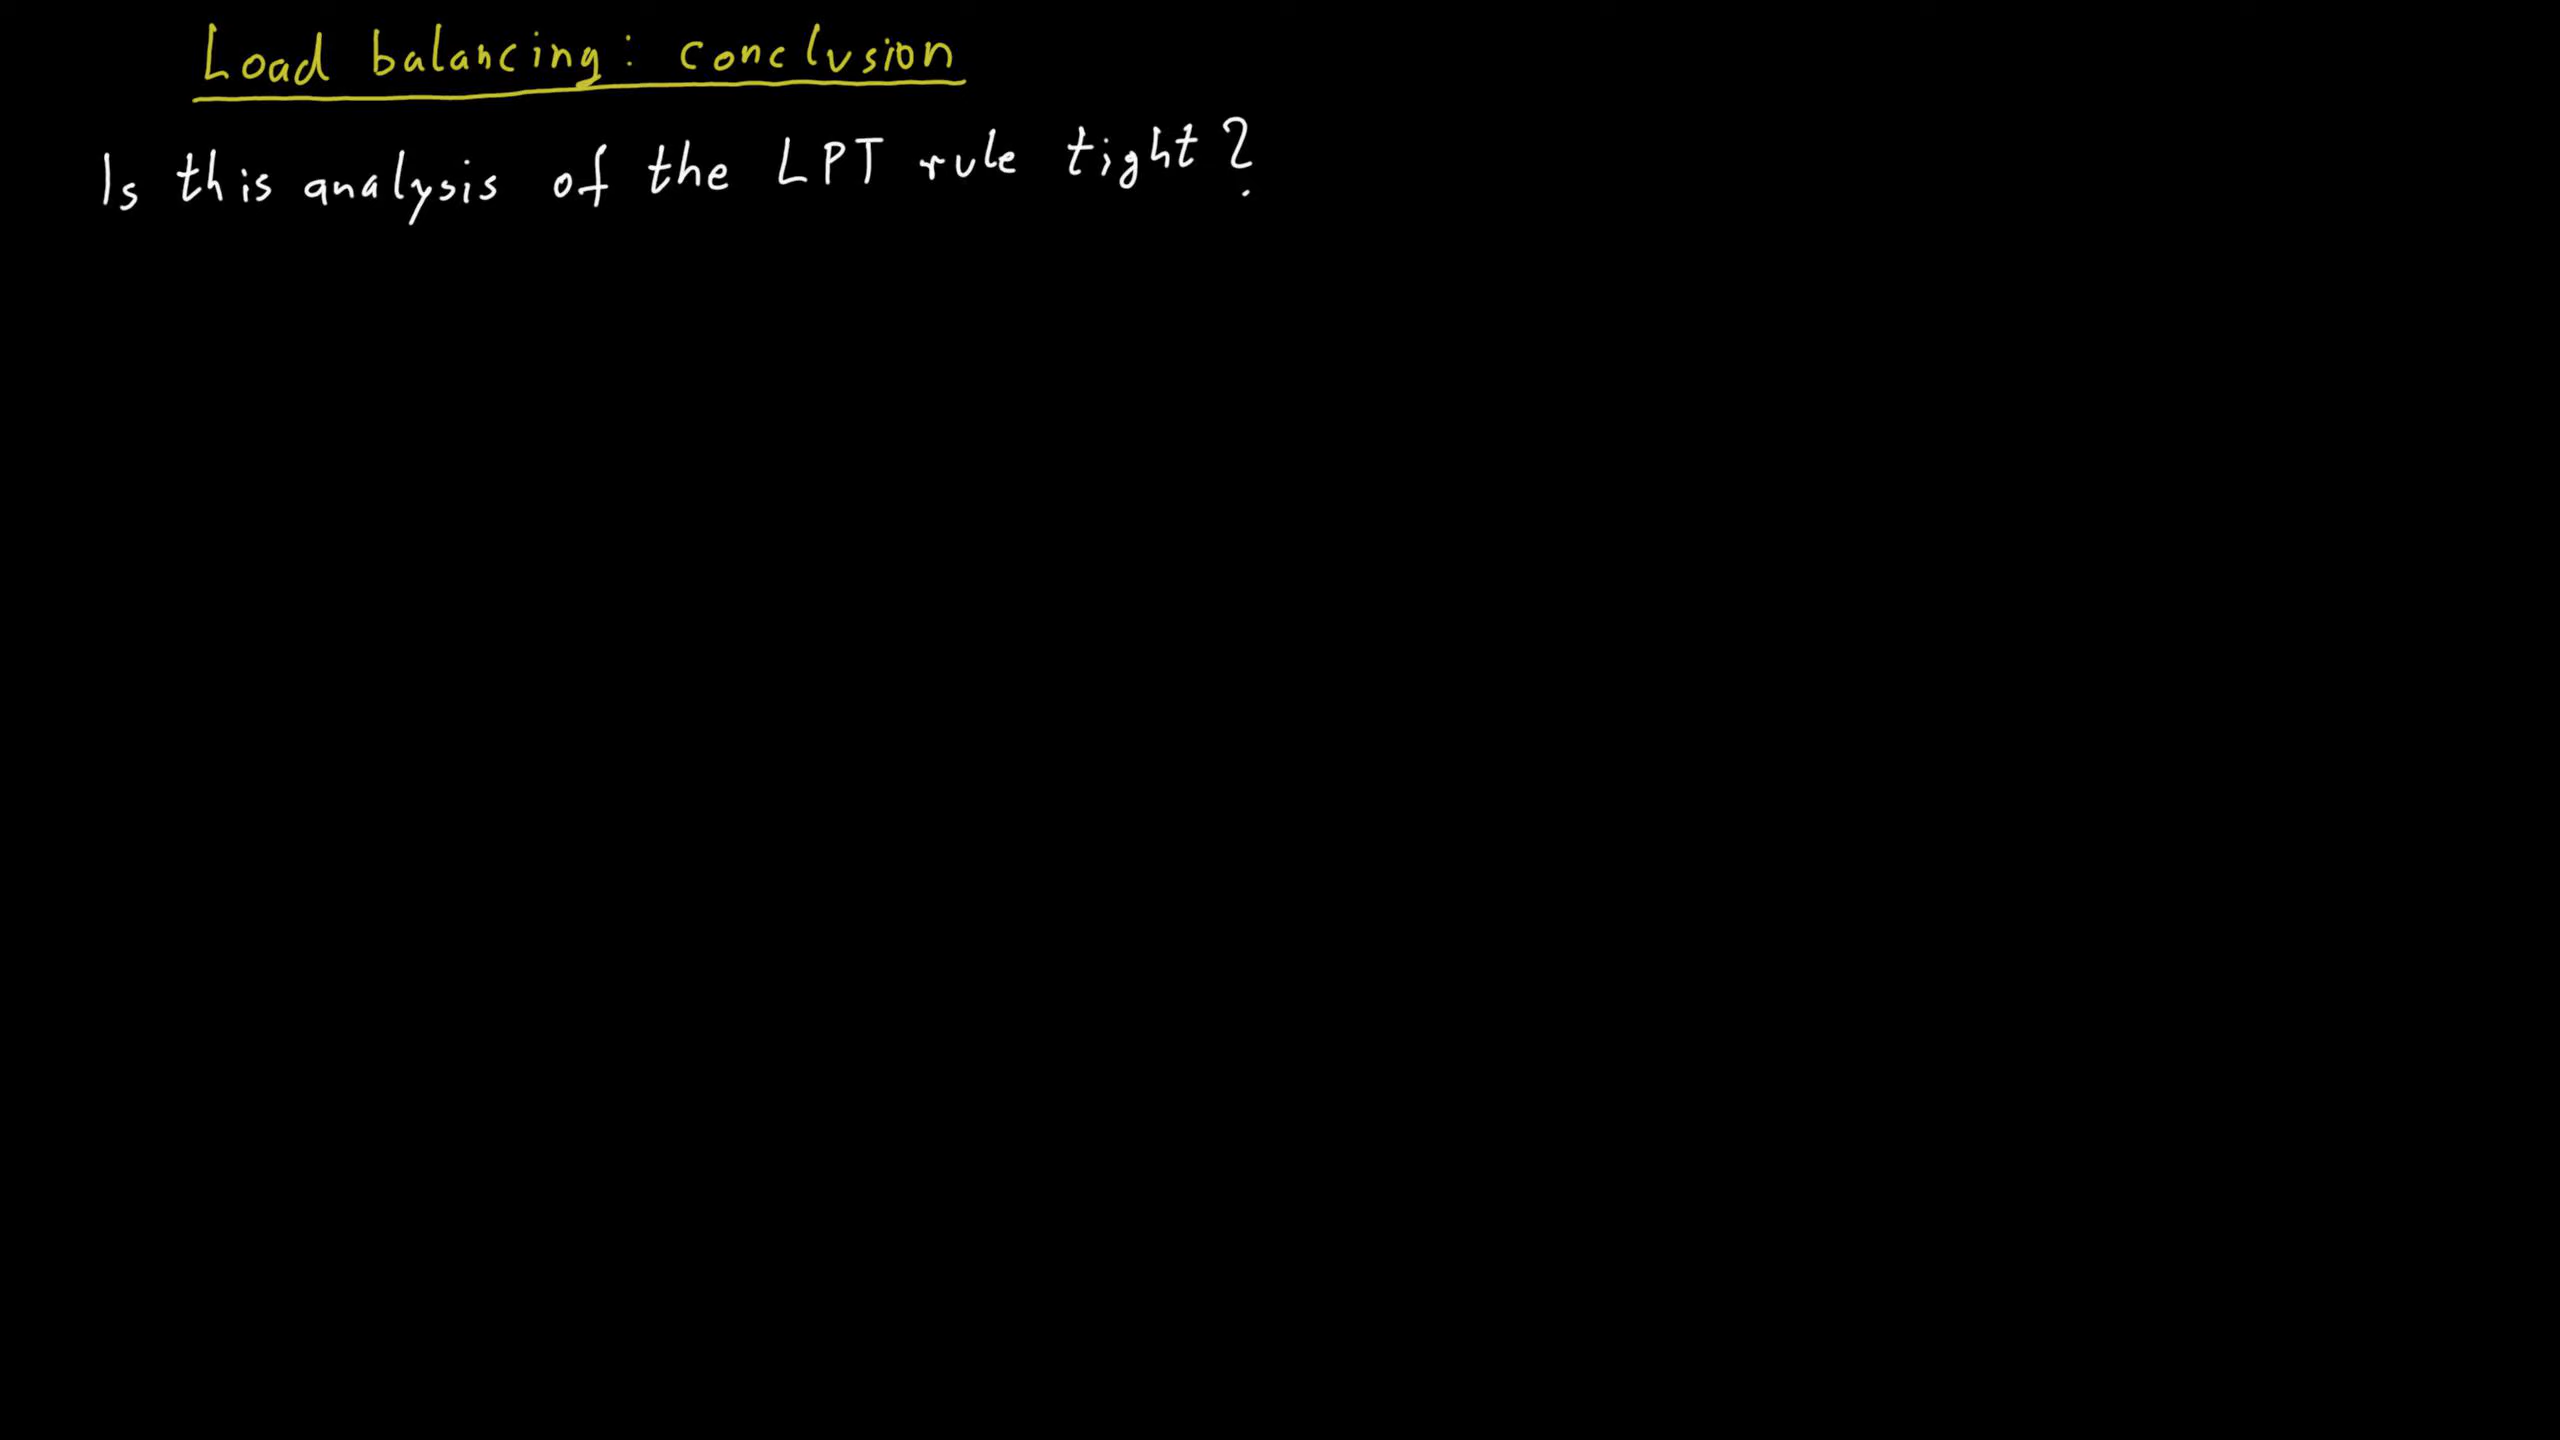 Load balancing: conclusion
Is this analysis of the LPT rule tight?